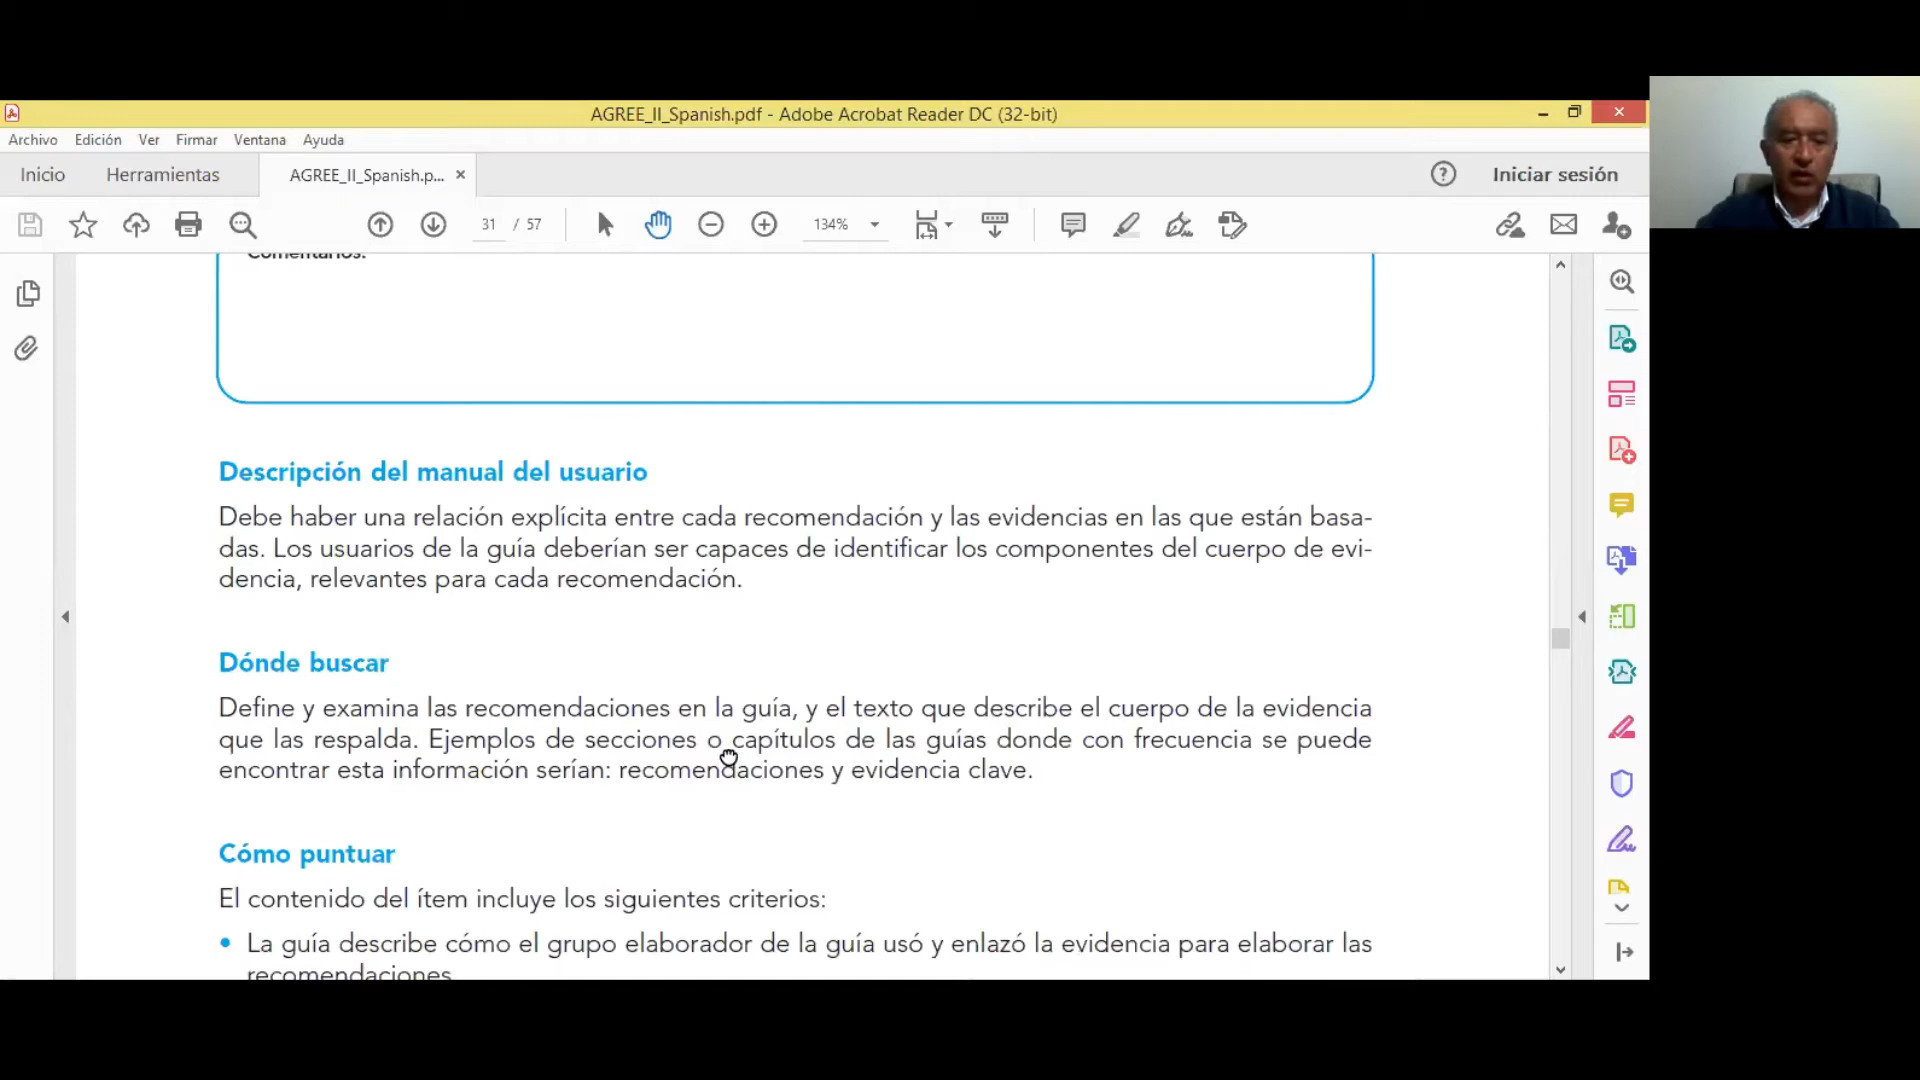 AGREE_II_Spanish.pdf - Adobe Acrobat Reader DC (32-bit)
Archivo Edición Ver Firmar Ventana Ayuda
Inicio Herramientas AGREE_II_Spanish.p... Iniciar sesión
31 / 57 134%
Comentarios:
Descripción del manual del usuario
Debe haber una relación explícita entre cada recomendación y las evidencias en las que están basa-
das. Los usuarios de la guía deberían ser capaces de identificar los componentes del cuerpo de evi-
dencia, relevantes para cada recomendación.
Dónde buscar
Define y examina las recomendaciones en la guía, y el texto que describe el cuerpo de la evidencia
que las respalda. Ejemplos de secciones o capítulos de las guías donde con frecuencia se puede
encontrar esta información serían: recomendaciones y evidencia clave.
Cómo puntuar
El contenido del ítem incluye los siguientes criterios:
• La guía describe cómo el grupo elaborador de la guía usó y enlazó la evidencia para elaborar las
recomendaciones